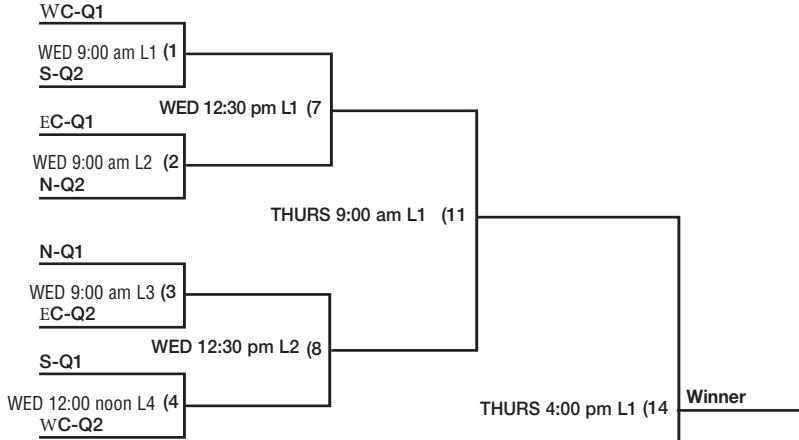 WC-Q1
WED 9:00 am L1 (1
S-Q2
WED 12:30 pm L1 (7
EC-Q1
WED 9:00 am L2 (2
N-Q2
THURS 9:00 am L1 (11
N-Q1
WED 9:00 am L3 (3
EC-Q2
WED 12:30 pm L2 (8
S-Q1
WED 12:00 noon L4 (4
WC-Q2
THURS 4:00 pm L1 (14
Winner